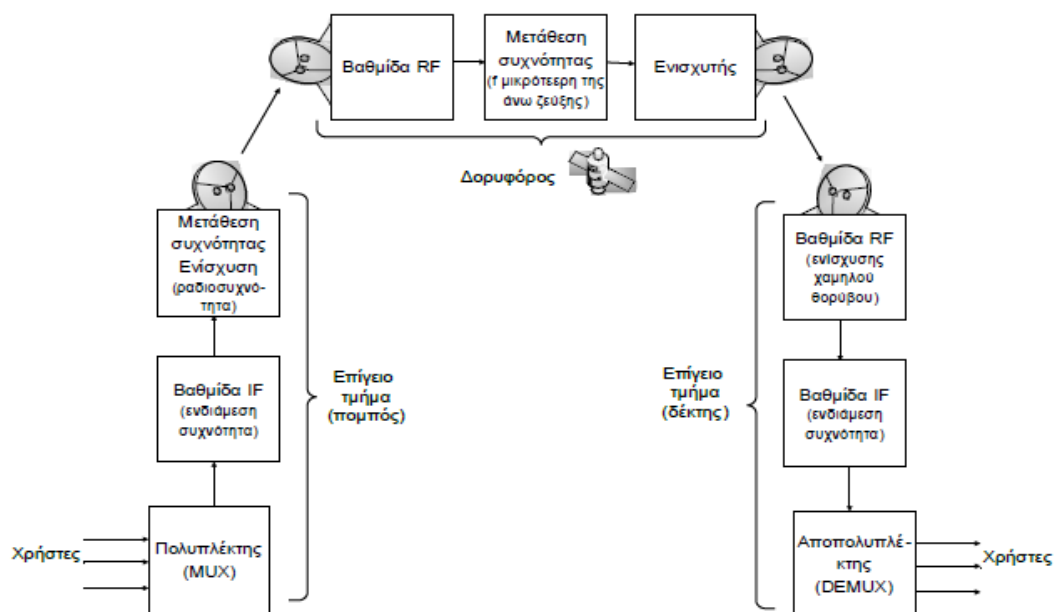 Βαθμίδα RF
Μετάθεση
συχνότητας
(f μικρότεερη της
άνω ζεύξης)
Ενισχυτής
Δορυφόρος
Μετάθεση
συχνότητας
Ενίσχυση
(ραδιοσυχνό-
τητα)
Βαθμίδα IF
(ενδιάμεση
συχνότητα)
Πολυπλέκτης
(MUX)
Χρήστες
Επίγειο
τμήμα
(πομπός)
Επίγειο
τμήμα
(δέκτης)
Βαθμίδα RF
(ενίσχυσης
χαμηλού
θορύβου)
Βαθμίδα IF
(ενδιάμεση
συχνότητα)
Αποπολυπλέ-
κτης
(DEMUX)
Χρήστες